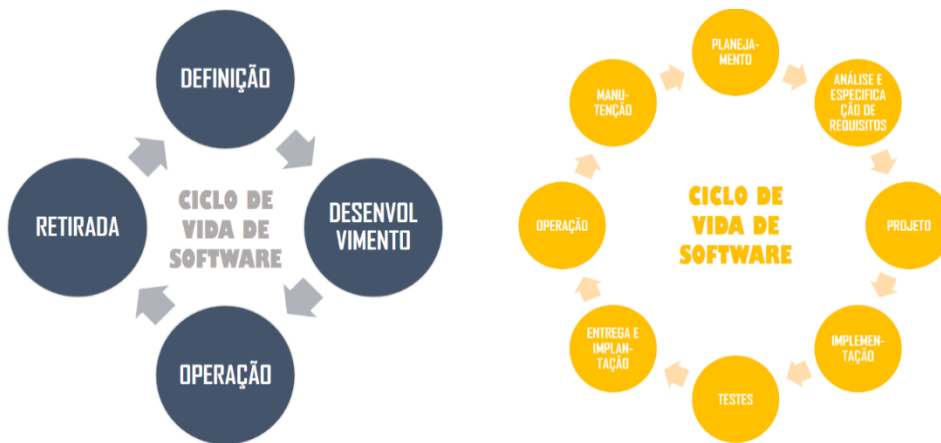 DEFINIÇÃO
DESENVOL
VIMENTO
OPERAÇÃO
RETIRADA
CICLO DE
VIDA DE
SOFTWARE
PLANEJA-
MENTO
ANÁLISE E
ESPECIFICA
ÇÃO DE
REQUISITOS
PROJETO
IMPLEMEN-
TAÇÃO
TESTES
ENTREGA E
IMPLAN-
TAÇÃO
OPERAÇÃO
MANU-
TENÇÃO
CICLO DE
VIDA DE
SOFTWARE